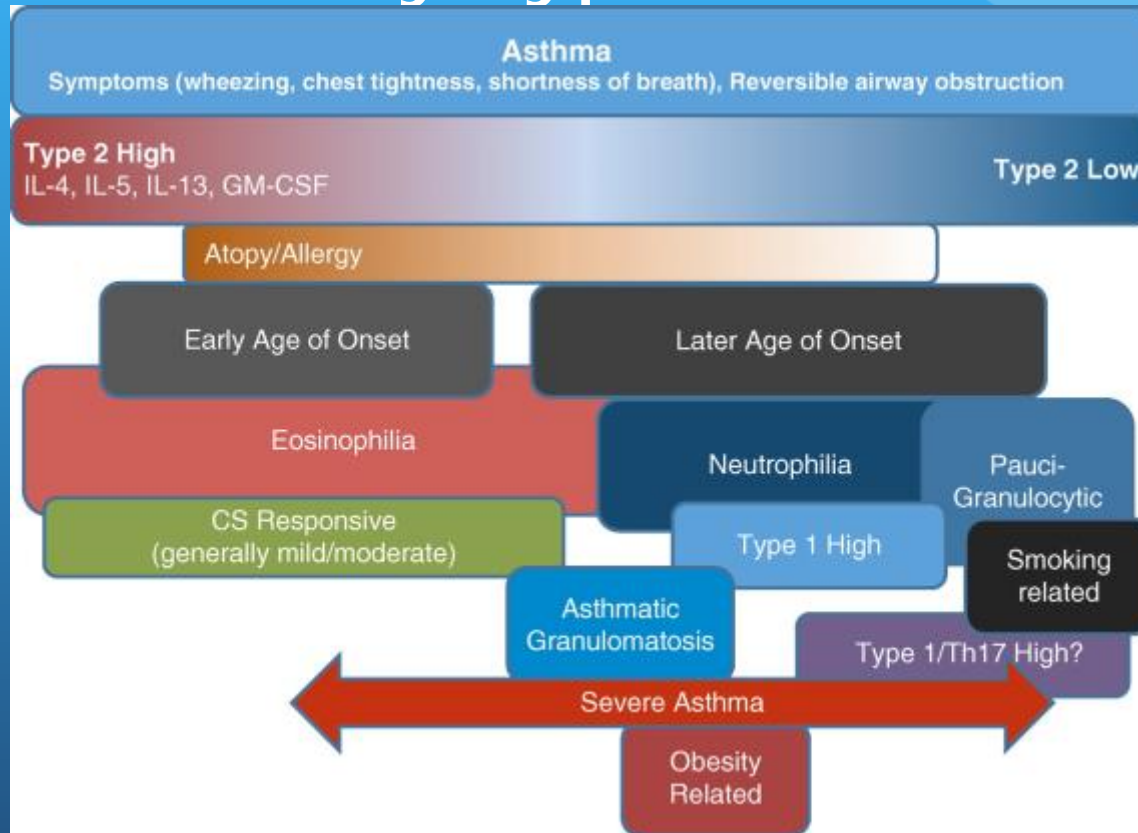 Asthma
Symptoms (wheezing, chest tightness, shortness of breath), Reversible airway obstruction
Type 2 High
IL-4, IL-5, IL-13, GM-CSF
Type 2 Low
Atopy/Allergy
Early Age of Onset
Later Age of Onset
Eosinophilia
Neutrophilia
Pauci-
Granulocytic
CS Responsive
(generally mild/moderate)
Type 1 High
Smoking
related
Asthmatic
Granulomatosis
Type 1/Th17 High?
Severe Asthma
Obesity
Related